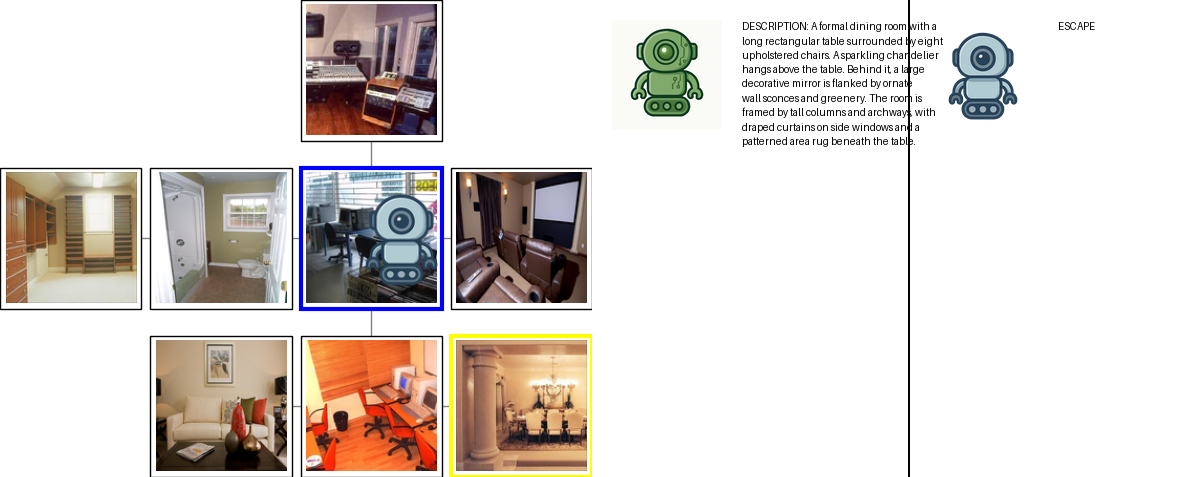 DESCRIPTION: A formal dining room with a
long rectangular table surrounded by eight
upholstered chairs. A sparkling chandelier
hangs above the table. Behind it, a large
decorative mirror is flanked by ornate
wall sconces and greenery. The room is
framed by tall columns and archways, with
draped curtains on side windows and a
patterned area rug beneath the table.
ESCAPE